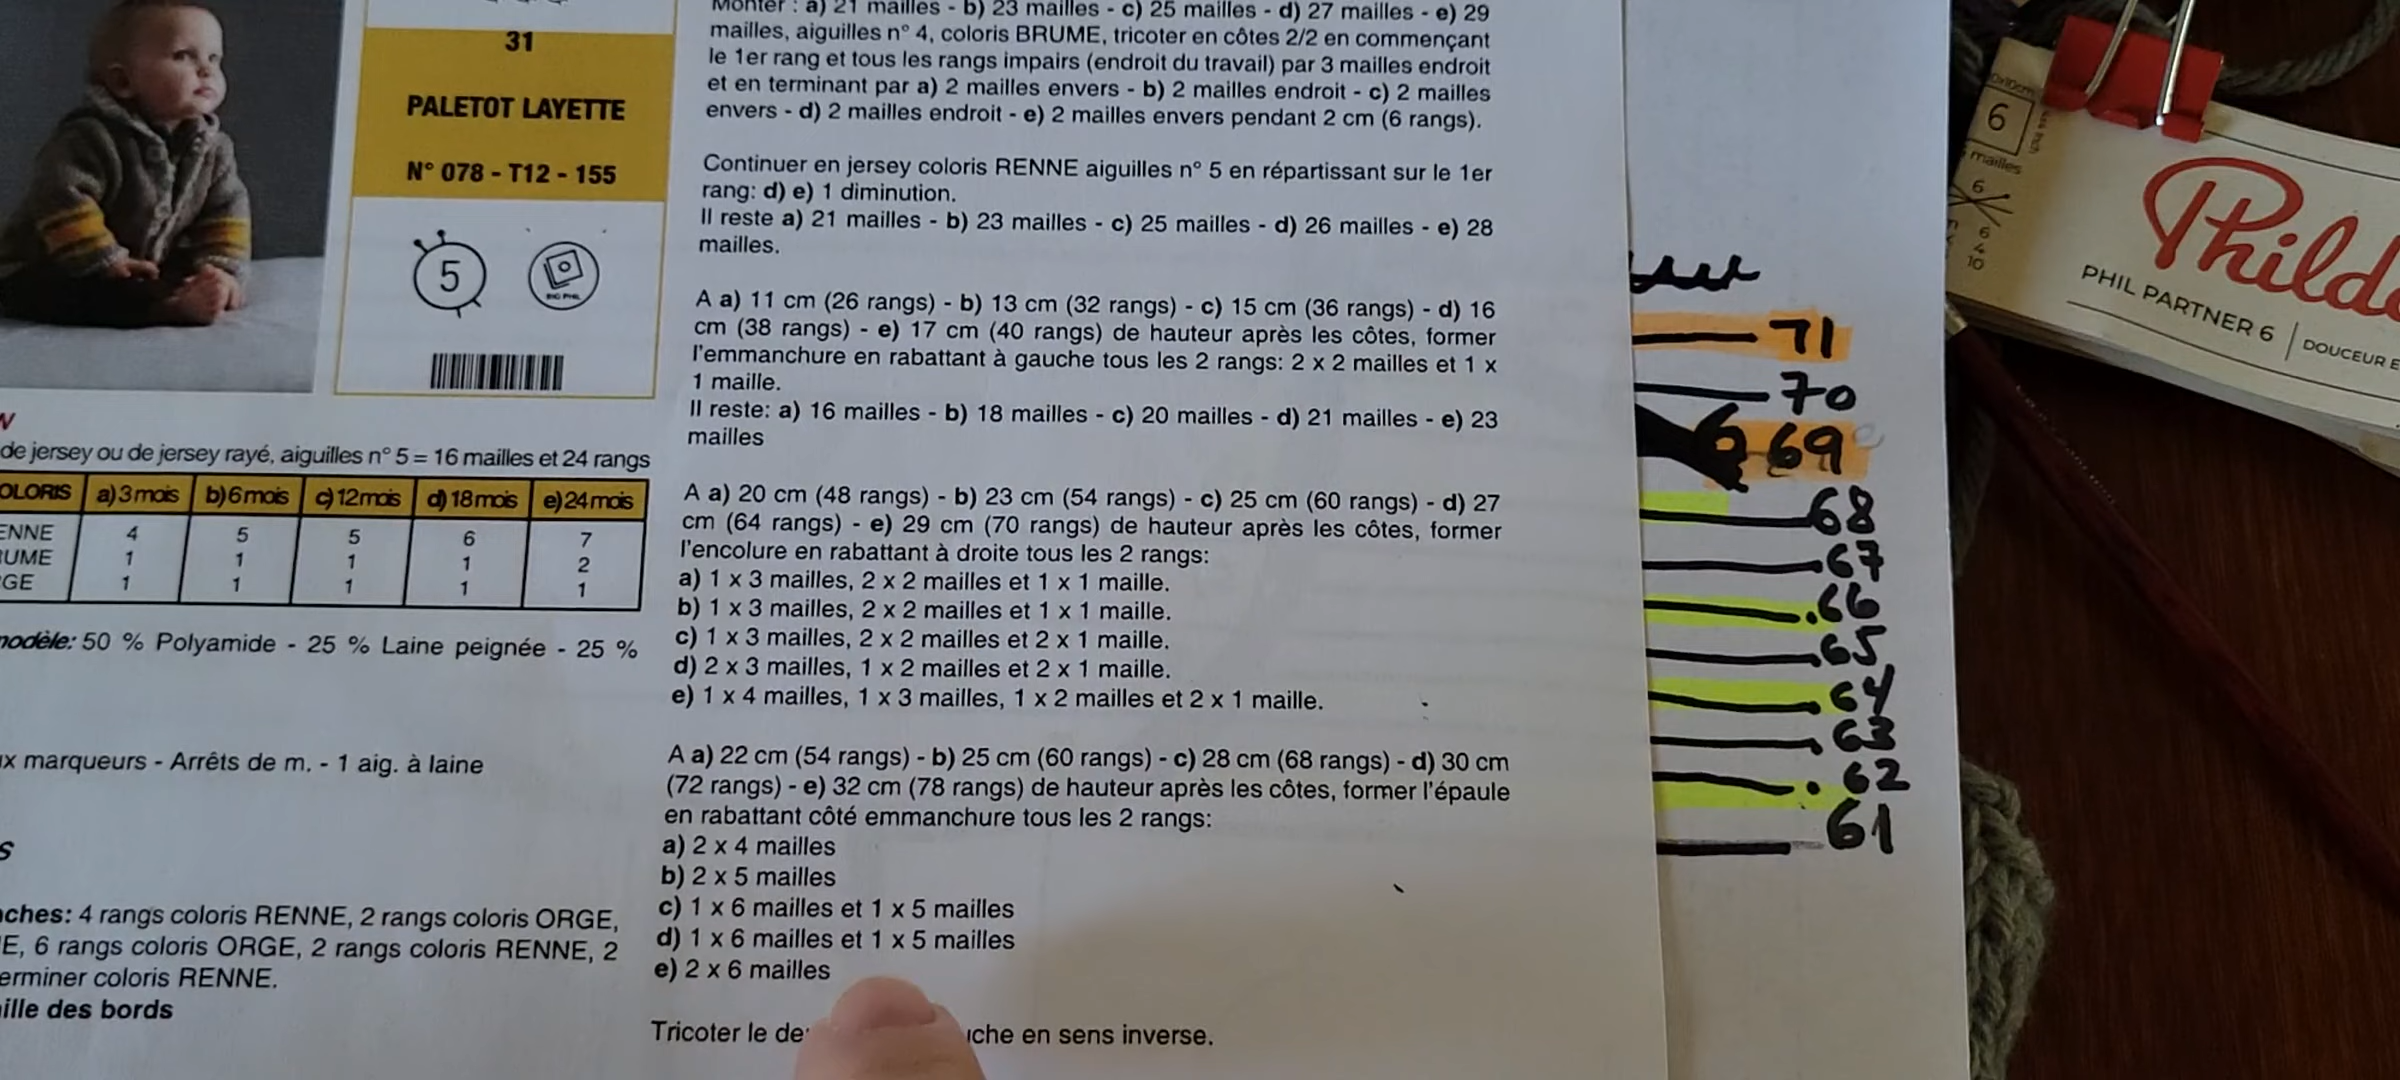 31
PALETOT LAYETTE
N° 078 - T12 - 155
5
BIG PHIL
de jersey ou de jersey rayé, aiguilles n° 5 = 16 mailles et 24 rangs
OLORIS a) 3 mois b) 6 mois c) 12 mois d) 18 mois e) 24 mois
ENNE 4 5 5 6 7
UME 1 1 1 1 2
GE 1 1 1 1 1
modèle: 50 % Polyamide - 25 % Laine peignée - 25 %
x marqueurs - Arrêts de m. - 1 aig. à laine
S
ches: 4 rangs coloris RENNE, 2 rangs coloris ORGE,
E, 6 rangs coloris ORGE, 2 rangs coloris RENNE, 2
erminer coloris RENNE.
ille des bords
Monter : a) 21 mailles - b) 23 mailles - c) 25 mailles - d) 27 mailles - e) 29
mailles, aiguilles n° 4, coloris BRUME, tricoter en côtes 2/2 en commençant
le 1er rang et tous les rangs impairs (endroit du travail) par 3 mailles endroit
et en terminant par a) 2 mailles envers - b) 2 mailles endroit - c) 2 mailles
envers - d) 2 mailles endroit - e) 2 mailles envers pendant 2 cm (6 rangs).
Continuer en jersey coloris RENNE aiguilles n° 5 en répartissant sur le 1er
rang: d) e) 1 diminution.
Il reste a) 21 mailles - b) 23 mailles - c) 25 mailles - d) 26 mailles - e) 28
mailles.
A a) 11 cm (26 rangs) - b) 13 cm (32 rangs) - c) 15 cm (36 rangs) - d) 16
cm (38 rangs) - e) 17 cm (40 rangs) de hauteur après les côtes, former
l'emmanchure en rabattant à gauche tous les 2 rangs: 2 x 2 mailles et 1 x
1 maille.
Il reste: a) 16 mailles - b) 18 mailles - c) 20 mailles - d) 21 mailles - e) 23
mailles
A a) 20 cm (48 rangs) - b) 23 cm (54 rangs) - c) 25 cm (60 rangs) - d) 27
cm (64 rangs) - e) 29 cm (70 rangs) de hauteur après les côtes, former
l'encolure en rabattant à droite tous les 2 rangs:
a) 1 x 3 mailles, 2 x 2 mailles et 1 x 1 maille.
b) 1 x 3 mailles, 2 x 2 mailles et 1 x 1 maille.
c) 1 x 3 mailles, 2 x 2 mailles et 2 x 1 maille.
d) 2 x 3 mailles, 1 x 2 mailles et 2 x 1 maille.
e) 1 x 4 mailles, 1 x 3 mailles, 1 x 2 mailles et 2 x 1 maille.
A a) 22 cm (54 rangs) - b) 25 cm (60 rangs) - c) 28 cm (68 rangs) - d) 30 cm
(72 rangs) - e) 32 cm (78 rangs) de hauteur après les côtes, former l'épaule
en rabattant côté emmanchure tous les 2 rangs:
a) 2 x 4 mailles
b) 2 x 5 mailles
c) 1 x 6 mailles et 1 x 5 mailles
d) 1 x 6 mailles et 1 x 5 mailles
e) 2 x 6 mailles
Tricoter le de uche en sens inverse.
71
70
69
68
67
66
65
64
63
62
61
6
mailles
6
6
4
10
Phild
PHIL PARTNER 6 DOUCEUR E